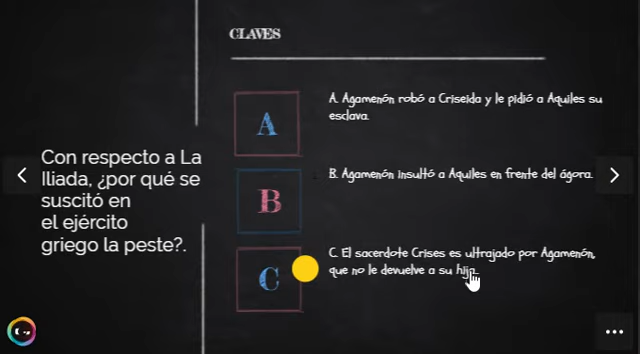 CLAVES
Con respecto a La
Iliada, ¿por qué se
suscitó en
el ejército
griego la peste?.
A
A. Agamenón robó a Criseida y le pidió a Aquiles su
esclava.
B
B. Agamenón insultó a Aquiles en frente del ágora.
C
C. El sacerdote Crises es ultrajado por Agamenón,
que no le devuelve a su hija.